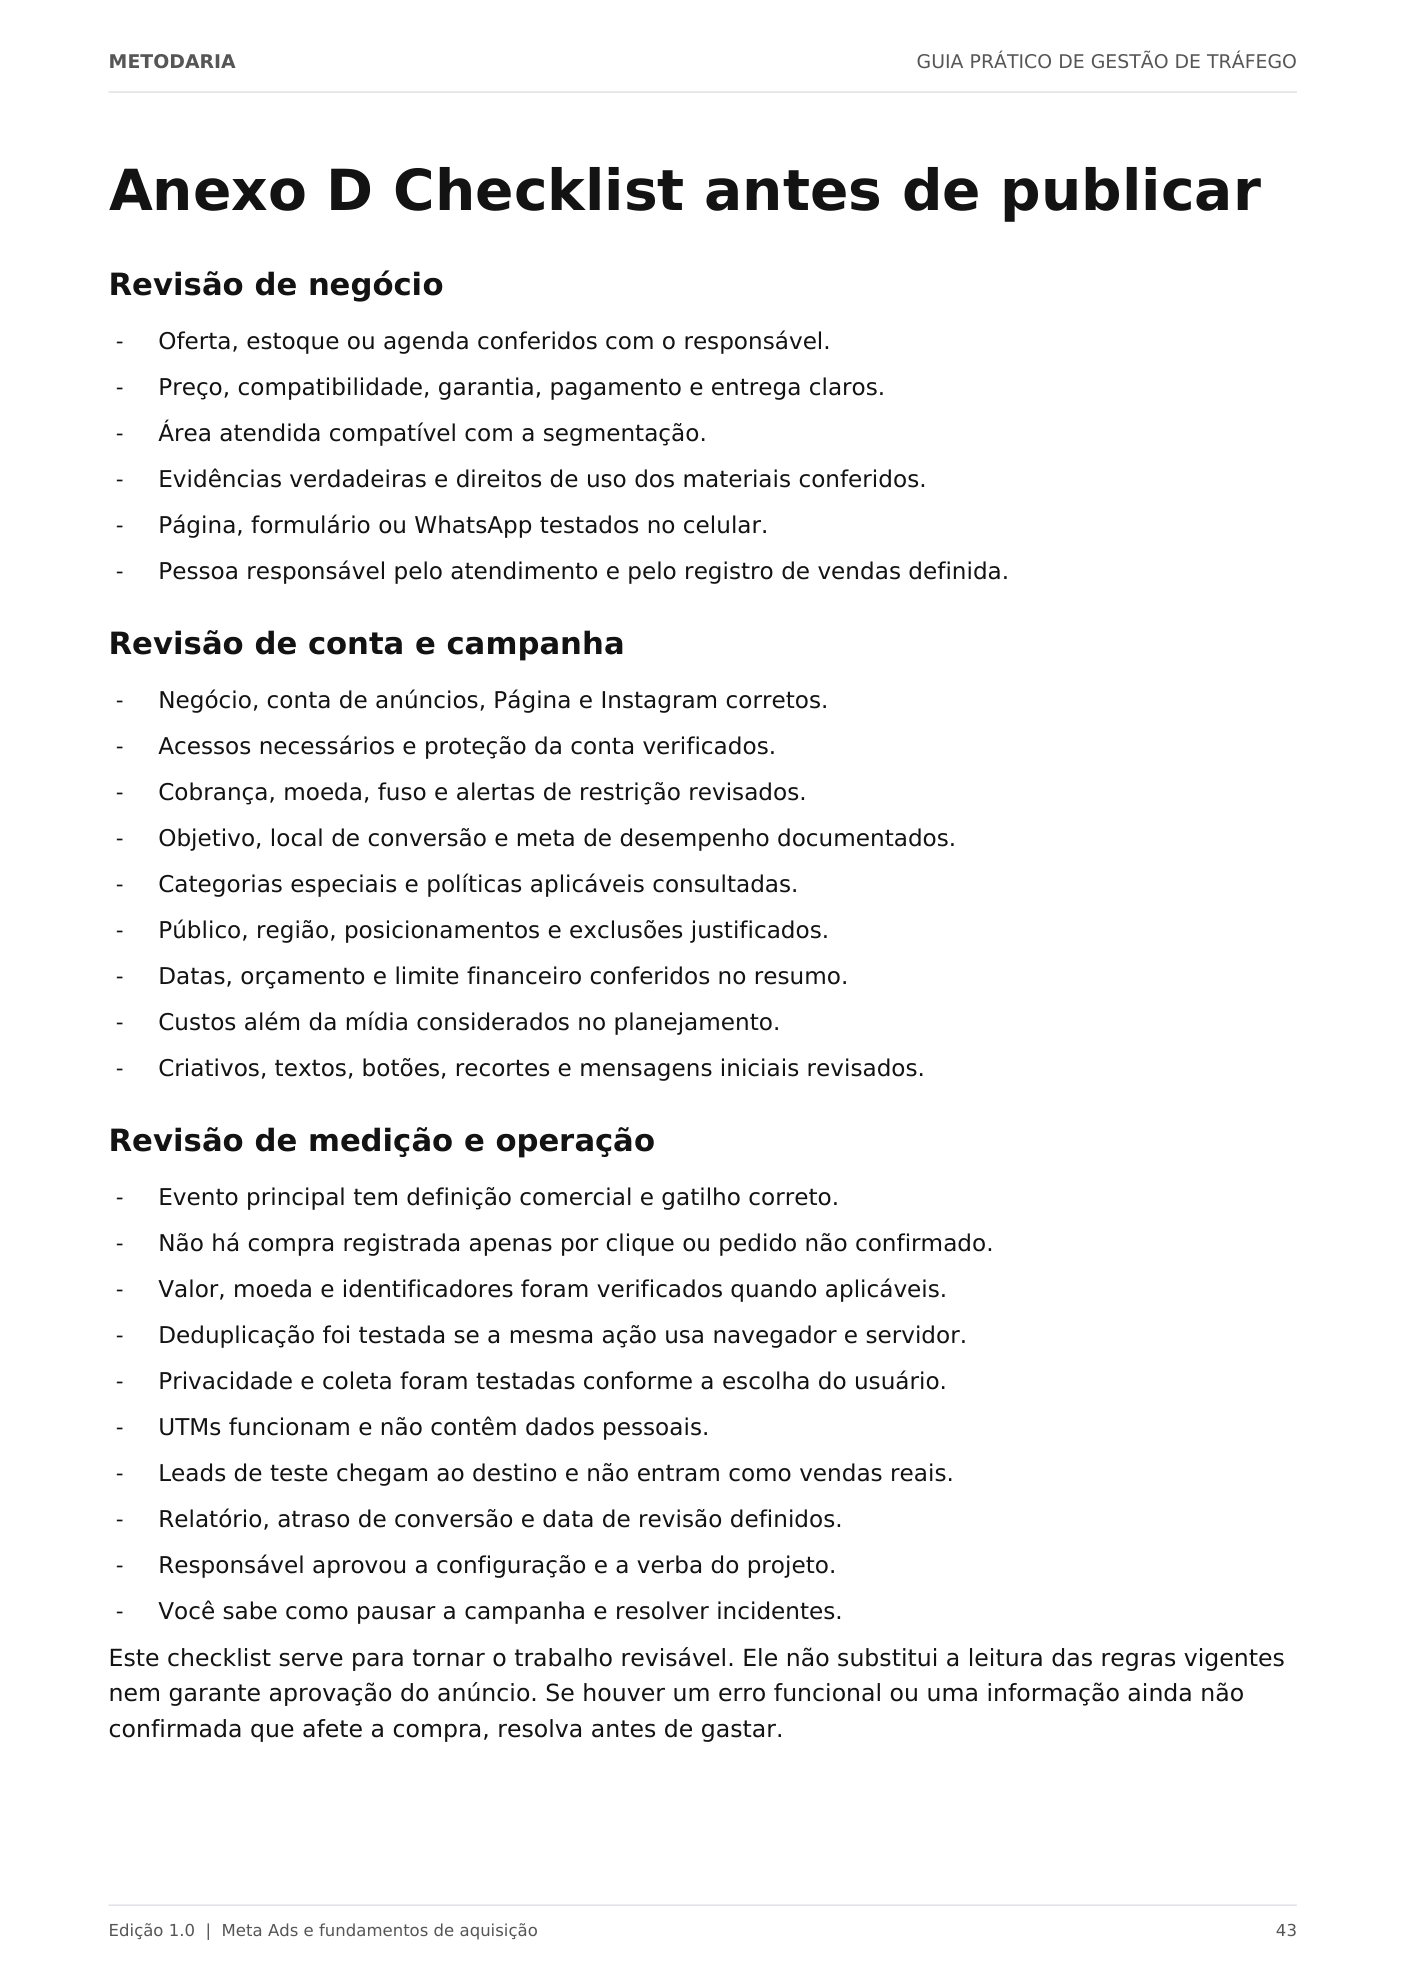 METODARIA
GUIA PRÁTICO DE GESTÃO DE TRÁFEGO
Anexo D Checklist antes de publicar
Revisão de negócio
- Oferta, estoque ou agenda conferidos com o responsável.
- Preço, compatibilidade, garantia, pagamento e entrega claros.
- Área atendida compatível com a segmentação.
- Evidências verdadeiras e direitos de uso dos materiais conferidos.
- Página, formulário ou WhatsApp testados no celular.
- Pessoa responsável pelo atendimento e pelo registro de vendas definida.
Revisão de conta e campanha
- Negócio, conta de anúncios, Página e Instagram corretos.
- Acessos necessários e proteção da conta verificados.
- Cobrança, moeda, fuso e alertas de restrição revisados.
- Objetivo, local de conversão e meta de desempenho documentados.
- Categorias especiais e políticas aplicáveis consultadas.
- Público, região, posicionamentos e exclusões justificados.
- Datas, orçamento e limite financeiro conferidos no resumo.
- Custos além da mídia considerados no planejamento.
- Criativos, textos, botões, recortes e mensagens iniciais revisados.
Revisão de medição e operação
- Evento principal tem definição comercial e gatilho correto.
- Não há compra registrada apenas por clique ou pedido não confirmado.
- Valor, moeda e identificadores foram verificados quando aplicáveis.
- Deduplicação foi testada se a mesma ação usa navegador e servidor.
- Privacidade e coleta foram testadas conforme a escolha do usuário.
- UTMs funcionam e não contêm dados pessoais.
- Leads de teste chegam ao destino e não entram como vendas reais.
- Relatório, atraso de conversão e data de revisão definidos.
- Responsável aprovou a configuração e a verba do projeto.
- Você sabe como pausar a campanha e resolver incidentes.
Este checklist serve para tornar o trabalho revisável. Ele não substitui a leitura das regras vigentes
nem garante aprovação do anúncio. Se houver um erro funcional ou uma informação ainda não
confirmada que afete a compra, resolva antes de gastar.
Edição 1.0 | Meta Ads e fundamentos de aquisição
43